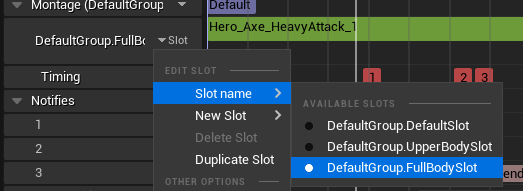 Montage (DefaultGroup
Default
DefaultGroup.FullBo
Slot
Hero_Axe_HeavyAttack_1
EDIT SLOT
Timing
1
2
3
Slot name
Notifies
New Slot
AVAILABLE SLOTS
1
Delete Slot
DefaultGroup.DefaultSlot
2
Duplicate Slot
DefaultGroup.UpperBodySlot
3
DefaultGroup.FullBodySlot
end
OTHER OPTIONS